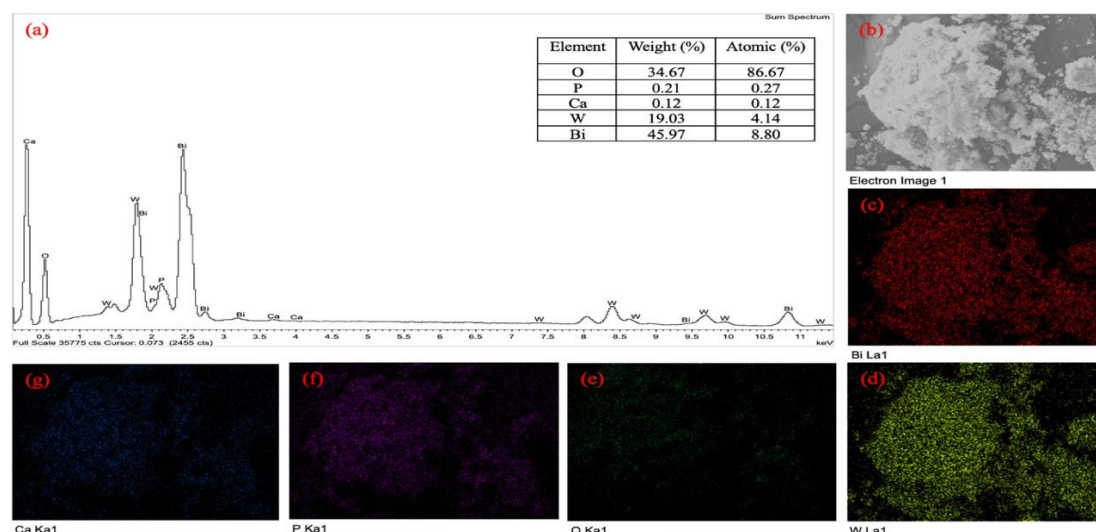 (a)
Sum Spectrum
Element Weight (%) Atomic (%)
O 34.67 86.67
P 0.21 0.27
Ca 0.12 0.12
W 19.03 4.14
Bi 45.97 8.80
Ca
O
W
W
Bi
W
W
P
Bi
Bi
Bi
Ca
Ca
W
W
W
Bi
W
W
Bi
W
0.5 1 1.5 2 2.5 3 3.5 4 4.5 5 5.5 6 6.5 7 7.5 8 8.5 9 9.5 10 10.5 11
Full Scale 35775 cts Cursor: 0.073 (2455 cts)
keV
(b)
Electron Image 1
(c)
Bi La1
(g)
Ca Ka1
(f)
P Ka1
(e)
O Ka1
(d)
W La1